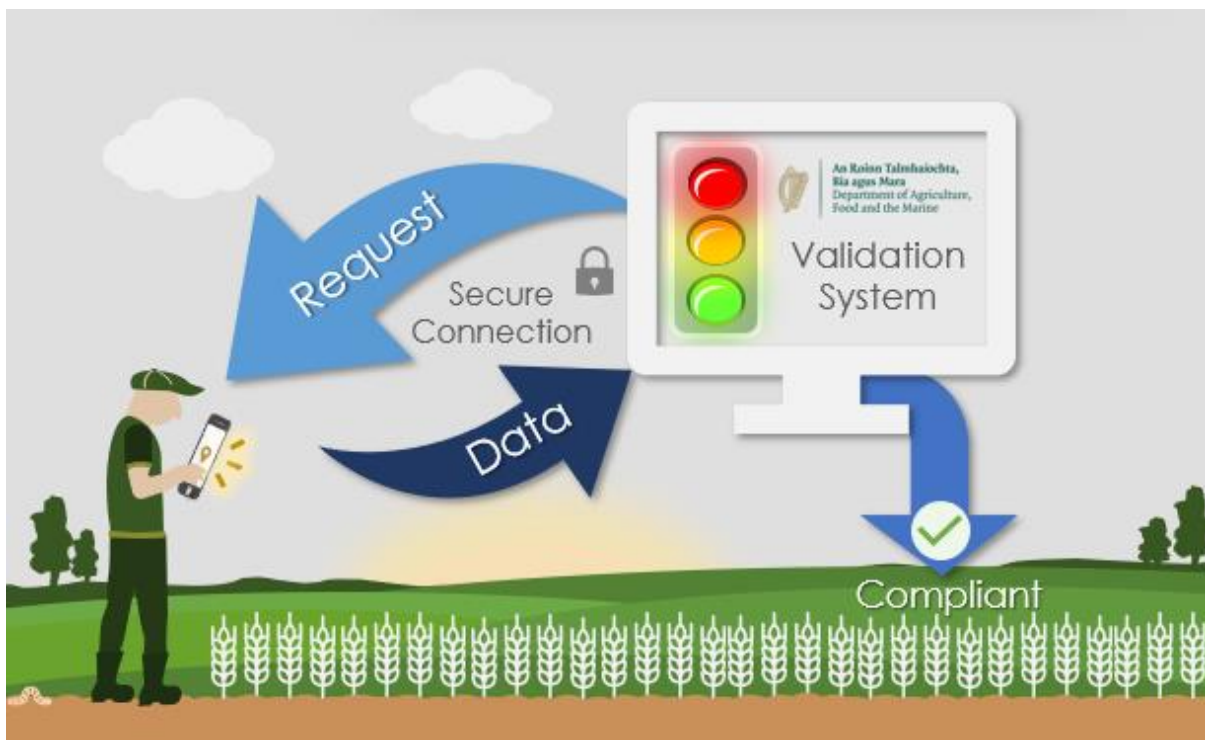 Request
Secure
Connection
Data
An Roinn Talmhaíochta,
Bia agus Mara
Department of Agriculture,
Food and the Marine
Validation
System
Compliant